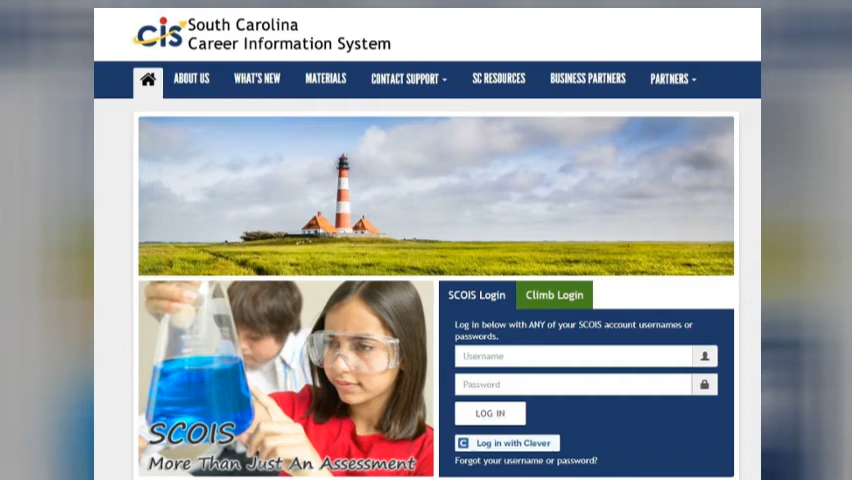 cis South Carolina
Career Information System
ABOUT US WHAT'S NEW MATERIALS CONTACT SUPPORT SC RESOURCES BUSINESS PARTNERS PARTNERS
SCOIS Login Climb Login
Log in below with ANY of your SCOIS account usernames or
passwords.
Username
Password
LOG IN
C Log in with Clever
Forgot your username or password?
SCOIS
More Than Just An Assessment